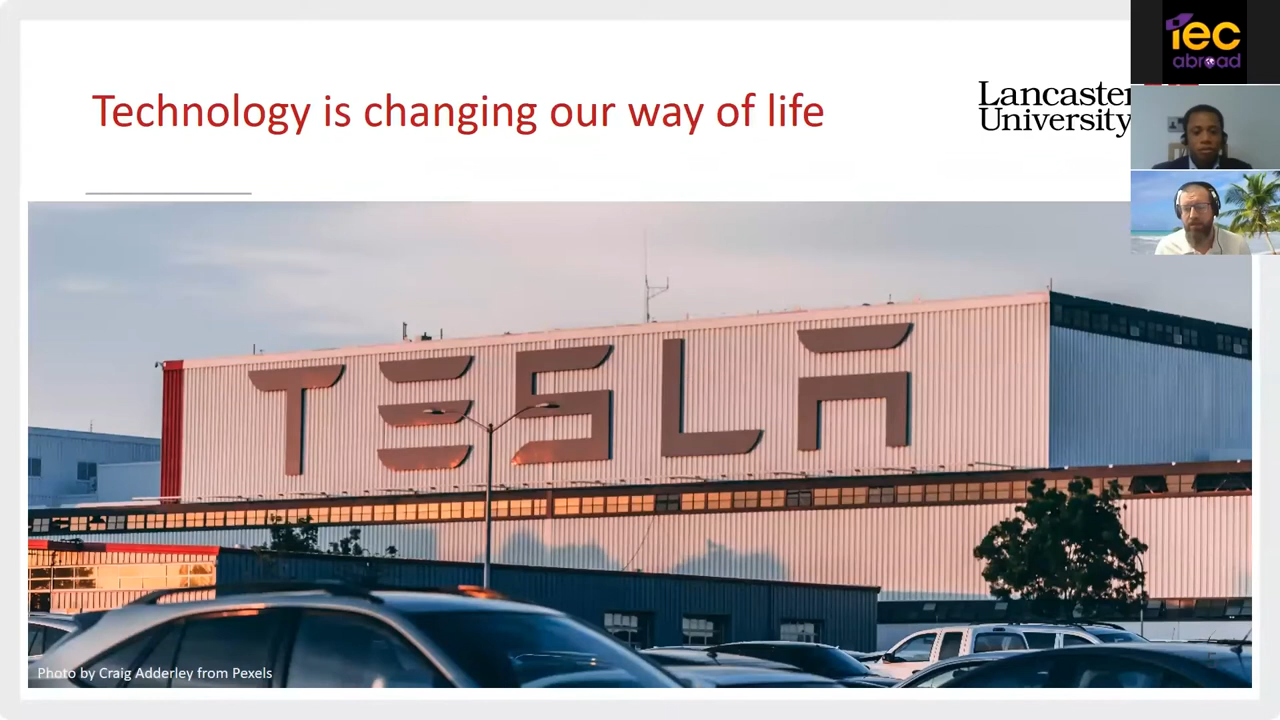 Technology is changing our way of life
Lancaster
University
iec
abroad
TESLA
Photo by Craig Adderley from Pexels